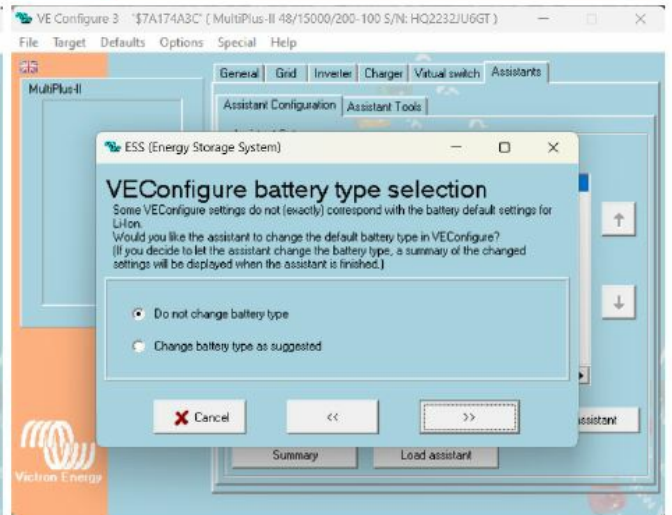 VE Configure 3 "$7A174A3C" ( MultiPlus-II 48/15000/200-100 S/N: HQ2232JU6GT )
File Target Defaults Options Special Help
MultiPlus-II
General Grid Inverter Charger Virtual switch Assistants
Assistant Configuration Assistant Tools
ESS (Energy Storage System)
VEConfigure battery type selection
Some VEConfigure settings do not (exactly) correspond with the battery default settings for
LiIon.
Would you like the assistant to change the default battery type in VEConfigure?
(If you decide to let the assistant change the battery type, a summary of the changed
settings will be displayed when the assistant is finished.)
Do not change battery type
Change battery type as suggested
Cancel << >>
assistant
Summary Load assistant
Victron Energy